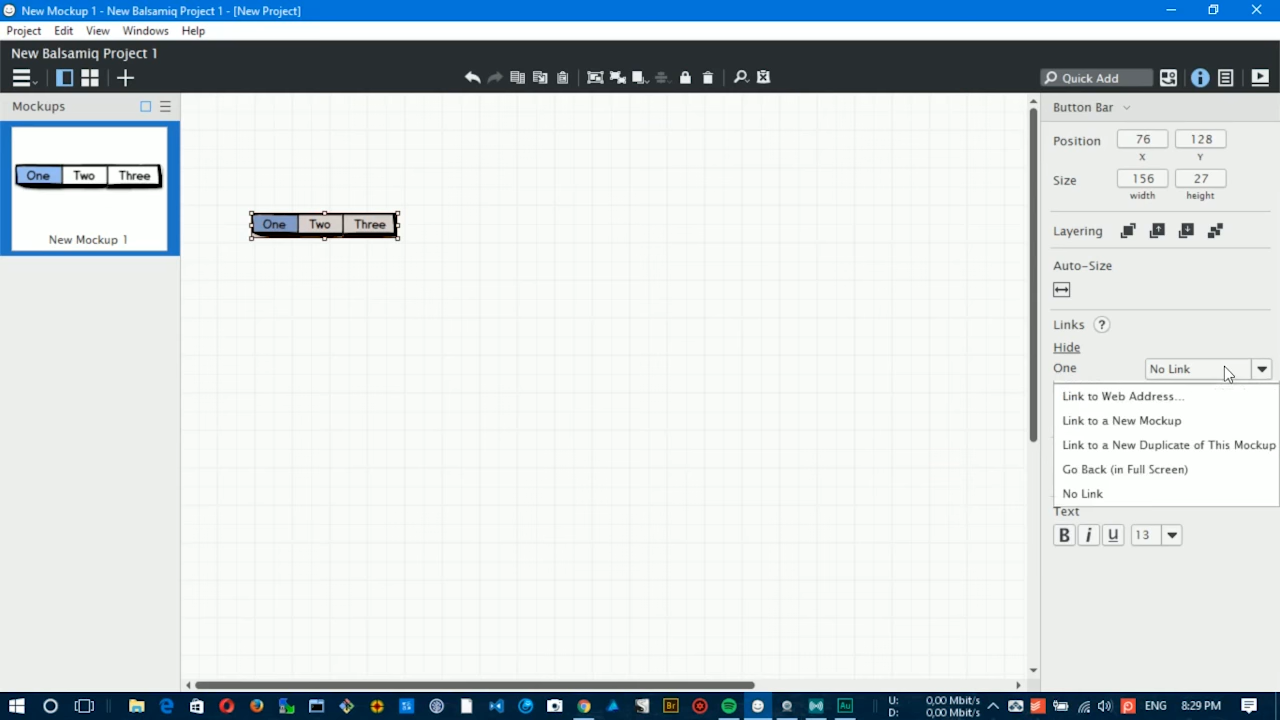 New Mockup 1 - New Balsamiq Project 1 - [New Project]
Project Edit View Windows Help
New Balsamiq Project 1
Quick Add
Mockups
One Two Three
New Mockup 1
One Two Three
Button Bar
Position 76 128
X Y
Size 156 27
width height
Layering
Auto-Size
Links ?
Hide
One No Link
Link to Web Address...
Link to a New Mockup
Link to a New Duplicate of This Mockup
Go Back (in Full Screen)
No Link
Text
B i U 13
Br Au U: 0,00 Mbit/s
D: 0,00 Mbit/s
ENG 8:29 PM